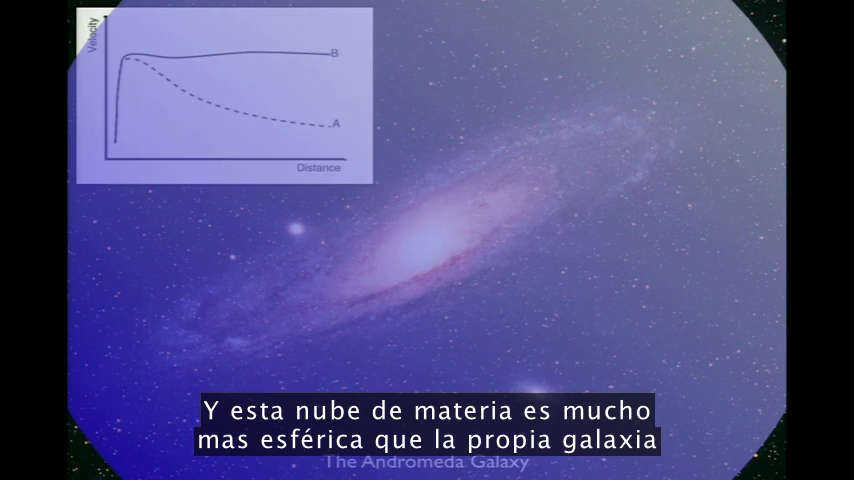 Velocity
B
A
Distance
Y esta nube de materia es mucho
mas esférica que la propia galaxia
The Andromeda Galaxy